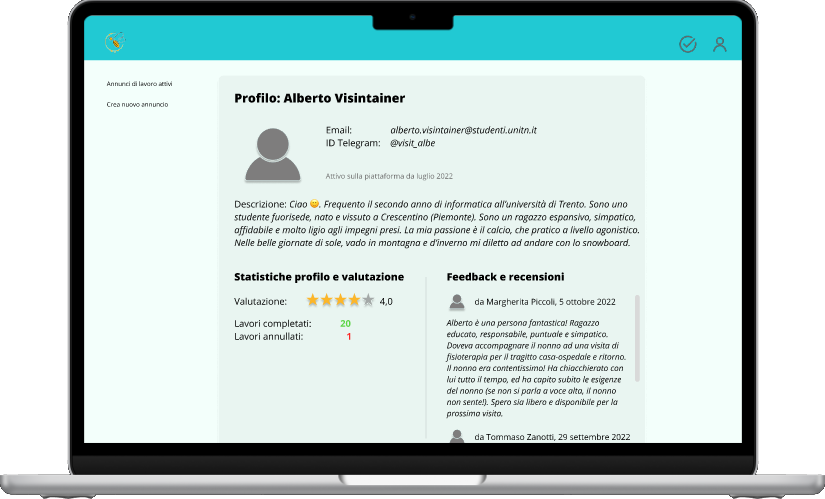 Annunci di lavoro attivi
Crea nuovo annuncio
Profilo: Alberto Visintainer
Email: alberto.visintainer@studenti.unitn.it
ID Telegram: @visit_albe
Attivo sulla piattaforma da luglio 2022
Descrizione: Ciao 😊. Frequento il secondo anno di informatica all'università di Trento. Sono uno
studente fuorisede, nato e vissuto a Crescentino (Piemonte). Sono un ragazzo espansivo, simpatico,
affidabile e molto ligio agli impegni presi. La mia passione è il calcio, che pratico a livello agonistico.
Nelle belle giornate di sole, vado in montagna e d'inverno mi diletto ad andare con lo snowboard.
Statistiche profilo e valutazione
Valutazione: 4,0
Lavori completati: 20
Lavori annullati: 1
Feedback e recensioni
da Margherita Piccoli, 5 ottobre 2022
Alberto è una persona fantastica! Ragazzo
educato, responsabile, puntuale e simpatico.
Doveva accompagnare il nonno ad una visita di
fisioterapia per il tragitto casa-ospedale e ritorno.
Il nonno era contentissimo! Ha chiacchierato con
lui tutto il tempo, ed ha capito subito le esigenze
del nonno (se non si parla a voce alta, il nonno
non sente!). Spero sia libero e disponibile per la
prossima visita.
da Tommaso Zanotti, 29 settembre 2022